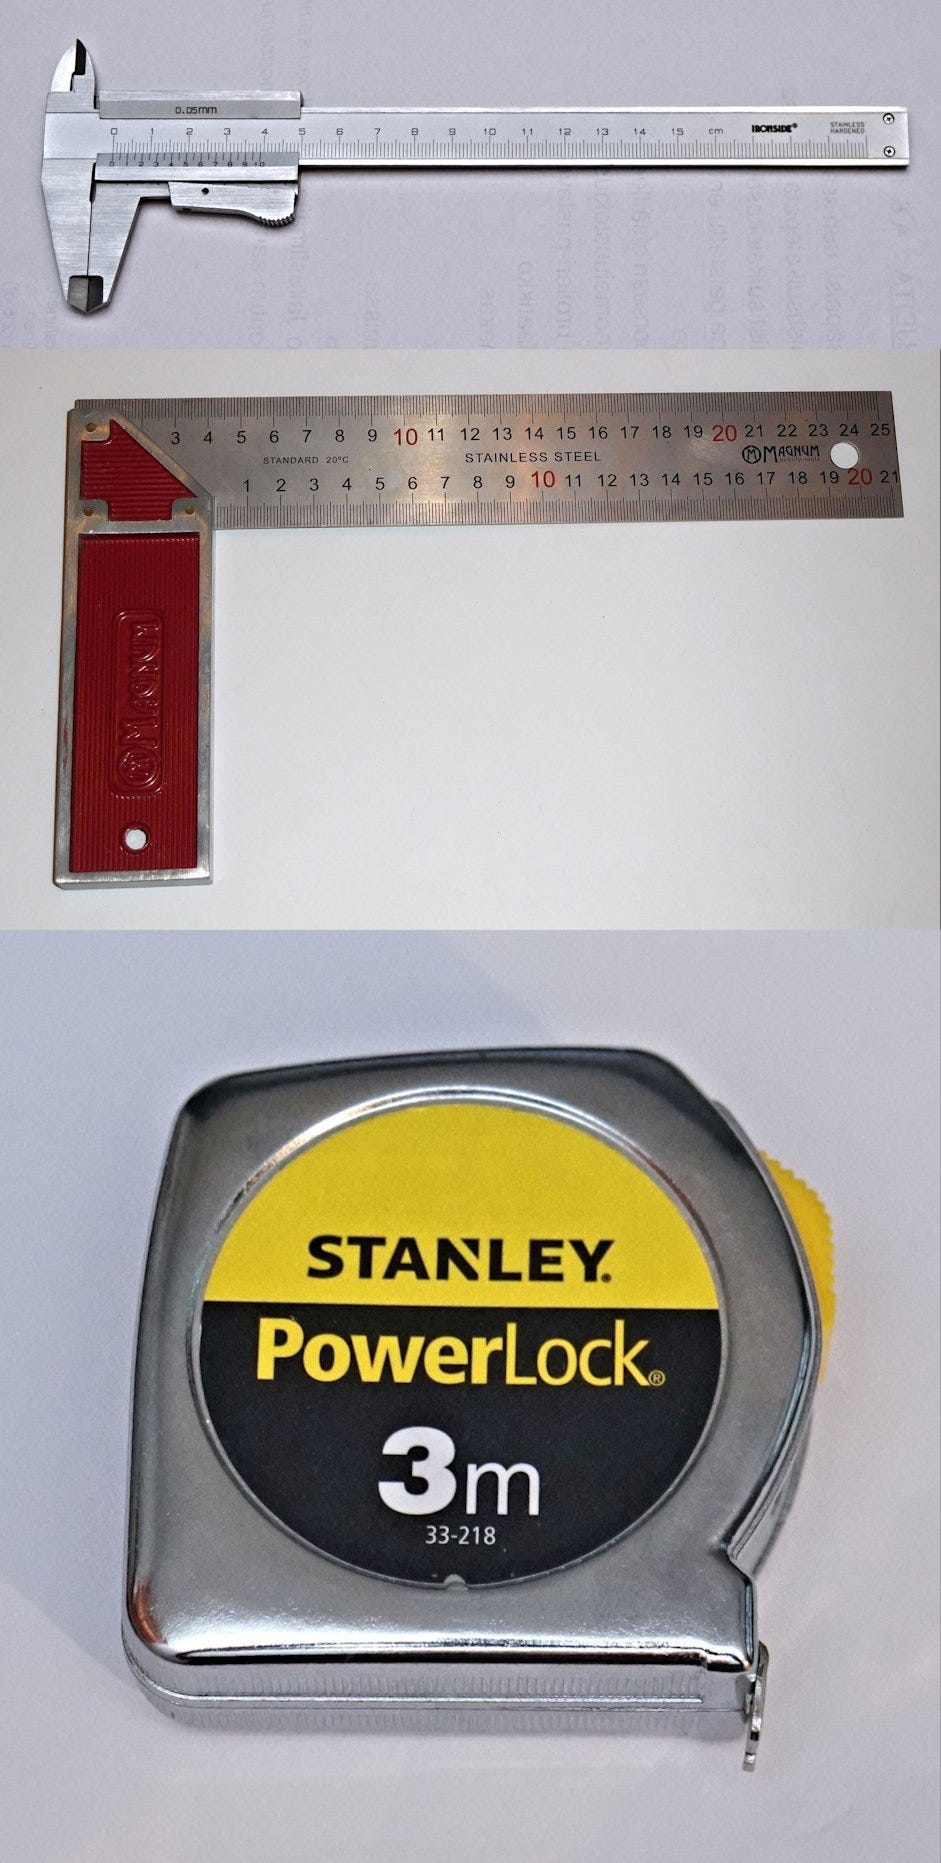 0.05mm
0 1 2 3 4 5 6 7 8 9 10 11 12 13 14 15 cm IRONSIDE® STAINLESS HARDENED
0 1 2 3 4 5 6 7 8 9 10
3 4 5 6 7 8 9 10 11 12 13 14 15 16 17 18 19 20 21 22 23 24 25
STANDARD 20°C STAINLESS STEEL M MAGNUM quality tools
1 2 3 4 5 6 7 8 9 10 11 12 13 14 15 16 17 18 19 20 21
M MAGNUM
STANLEY®
PowerLock®
3m
33-218